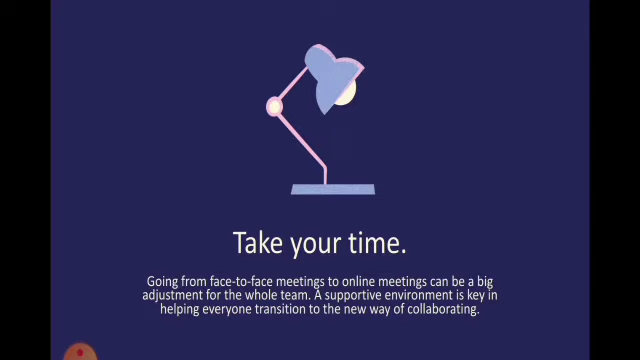 Take your time.
Going from face-to-face meetings to online meetings can be a big
adjustment for the whole team. A supportive environment is key in
helping everyone transition to the new way of collaborating.